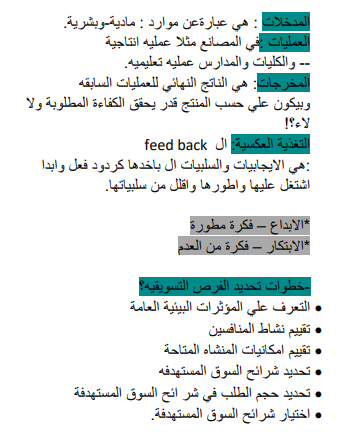 المدخلات : هي عبارةعن موارد : مادية-وبشرية.
العمليات :في المصانع مثلا عمليه انتاجية
-- والكليات والمدارس عمليه تعليميه.
المخرجات: هي الناتج النهائي للعمليات السابقه
وبيكون علي حسب المنتج قدر يحقق الكفاءة المطلوبة ولا
لاء؟!
التغذية العكسية: ال feed back
:هي الايجابيات والسلبيات ال باخدها كردود فعل وابدا
اشتغل عليها واطورها واقلل من سلبياتها.
*الابداع – فكرة مطورة
*الابتكار – فكرة من العدم
-خطوات تحديد الفرص التسويقيه؟
● التعرف علي المؤثرات البيئية العامة
● تقييم نشاط المنافسين
● تقييم امكانيات المنشاه المتاحة
● تحديد شرائح السوق المستهدفه
● تحديد حجم الطلب في شر ائح السوق المستهدفة
● اختيار شرائح السوق المستهدفة.